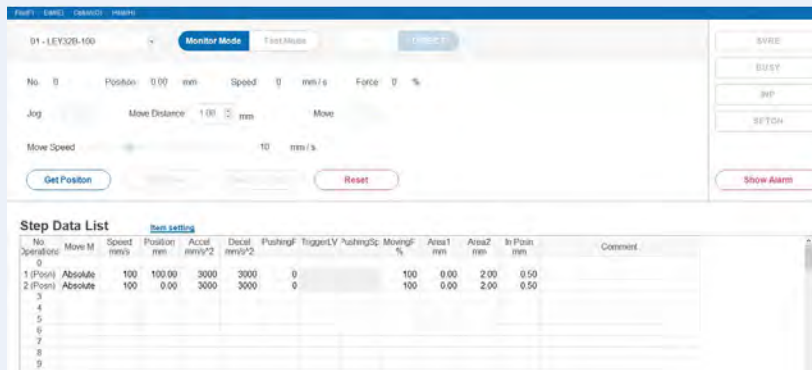 01 - LEY32B-100 Monitor Mode Test Mode DIRECT
SVRE
BUSY
INP
SETON
No. 0 Position 0.00 mm Speed 0 mm/s Force 0 %
Jog Move Distance 1.00 mm Move
Move Speed 10 mm/s
Get Positon Reset Show Alarm
Step Data List Item setting
No. Move M Speed Position Accel Decel PushingF TriggerLV PushingSp MovingF Area1 Area2 In Posn Comment
Operations mm/s mm mm/s^2 mm/s^2 % mm mm mm
0
1 (Posn) Absolute 100 100.00 3000 3000 0 100 0.00 2.00 0.50
2 (Posn) Absolute 100 0.00 3000 3000 0 100 0.00 2.00 0.50
3
4
5
6
7
8
9